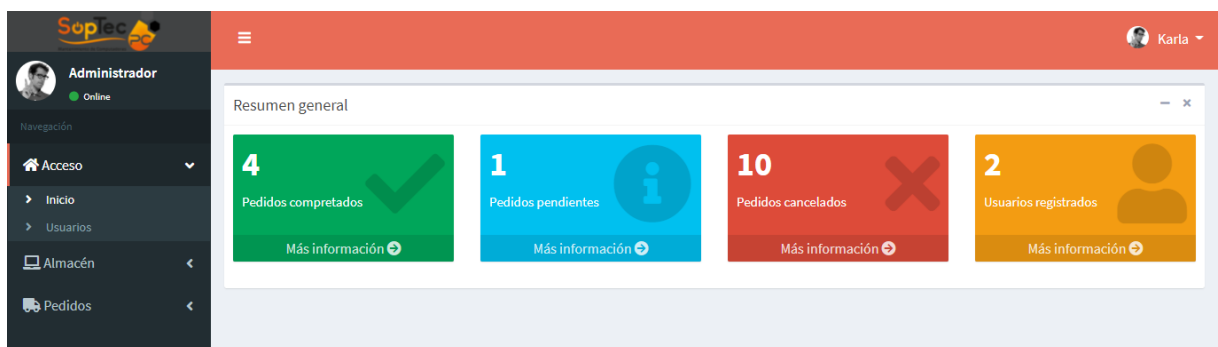 SopTec
PC
Karla
Administrador
Online
Navegación
Acceso
Inicio
Usuarios
Almacén
Pedidos
Resumen general
4
Pedidos compretados
Más información
1
Pedidos pendientes
Más información
10
Pedidos cancelados
Más información
2
Usuarios registrados
Más información